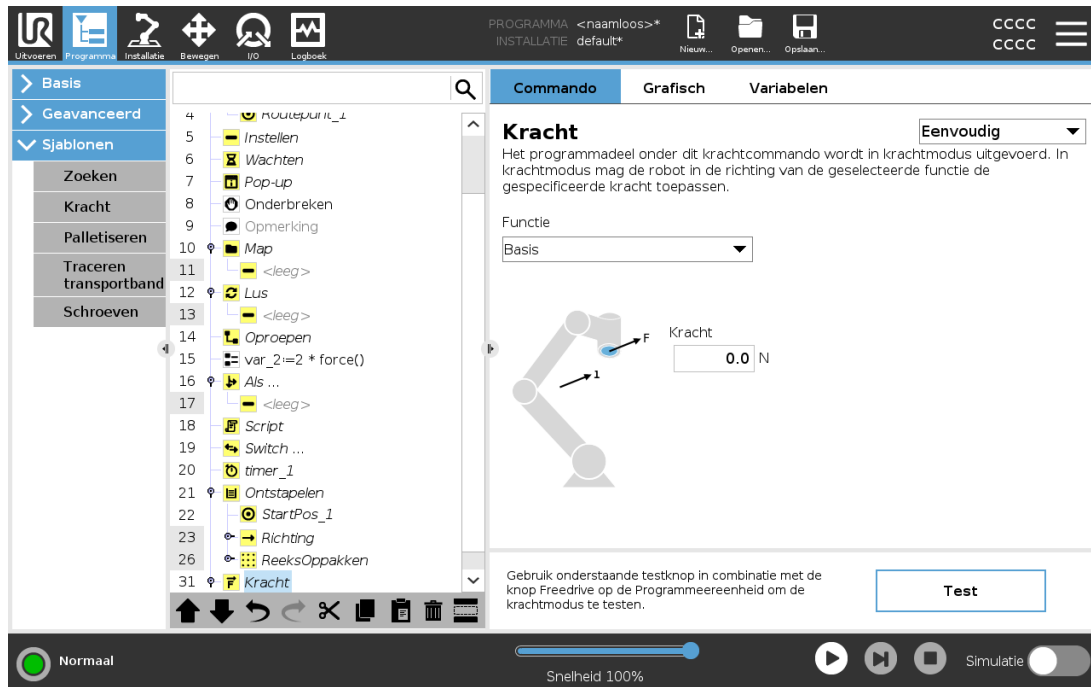 UR
Uitvoeren
Programma
Installatie
Bewegen
I/O
Logboek
PROGRAMMA <naamloos>*
INSTALLATIE default*
Nieuw...
Openen...
Opslaan...
CCCC
CCCC
Basis
Geavanceerd
Sjablonen
Zoeken
Kracht
Palletiseren
Traceren
transportband
Schroeven
4 Routepunt_1
5 Instellen
6 Wachten
7 Pop-up
8 Onderbreken
9 Opmerking
10 Map
11 <leeg>
12 Lus
13 <leeg>
14 Oproepen
15 var_2:=2 * force()
16 Als ...
17 <leeg>
18 Script
19 Switch ...
20 timer_1
21 Ontstapelen
22 StartPos_1
23 Richting
26 ReeksOppakken
31 Kracht
Commando Grafisch Variabelen
Kracht
Eenvoudig
Het programmadeel onder dit krachtcommando wordt in krachtmodus uitgevoerd. In
krachtmodus mag de robot in de richting van de geselecteerde functie de
gespecificeerde kracht toepassen.
Functie
Basis
F
1
Kracht
0.0 N
Gebruik onderstaande testknop in combinatie met de
knop Freedrive op de Programmeereenheid om de
krachtmodus te testen.
Test
Normaal
Snelheid 100%
Simulatie